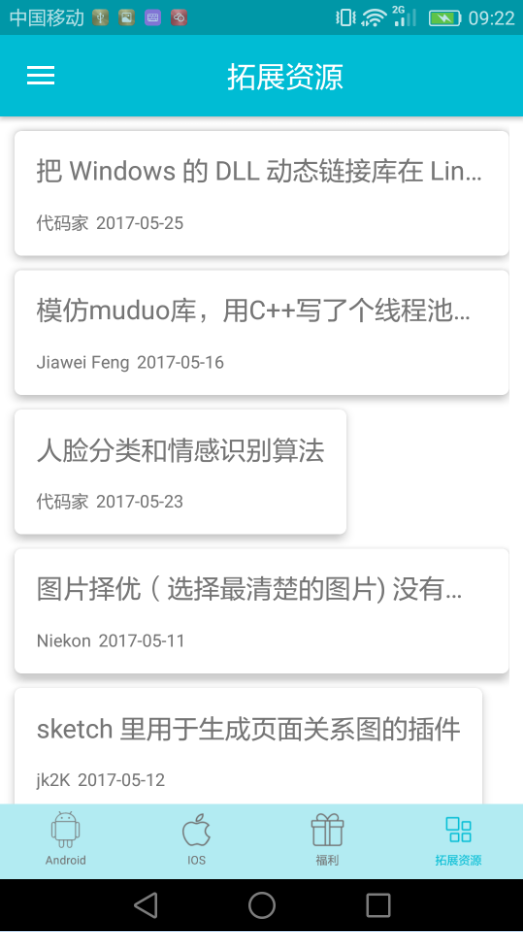 中国移动 2G 09:22
拓展资源
把 Windows 的 DLL 动态链接库在 Lin...
代码家 2017-05-25
模仿muduo库，用C++写了个线程池...
Jiawei Feng 2017-05-16
人脸分类和情感识别算法
代码家 2017-05-23
图片择优 ( 选择最清楚的图片) 没有...
Niekon 2017-05-11
sketch 里用于生成页面关系图的插件
jk2K 2017-05-12
Android IOS 福利 拓展资源